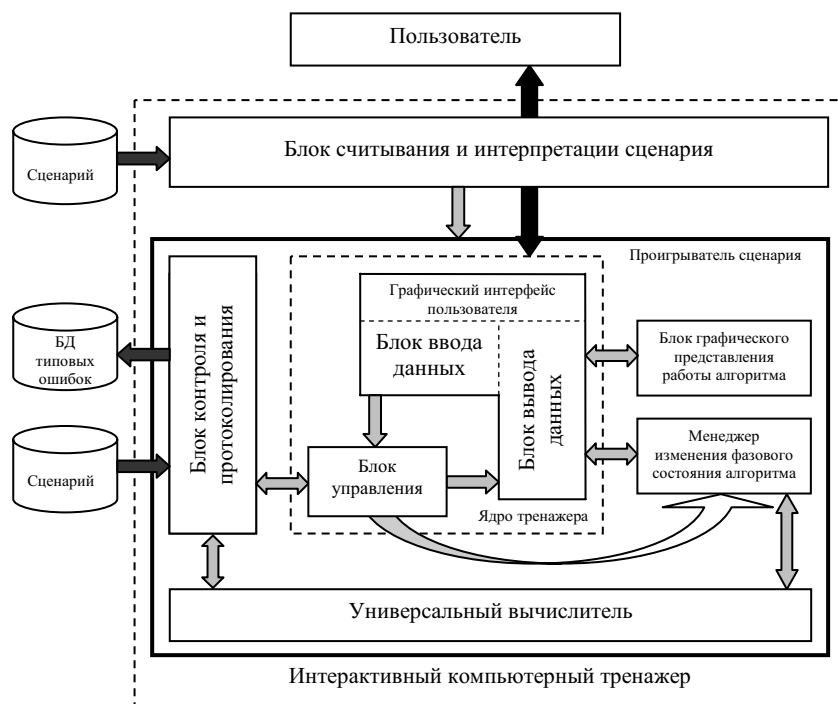 Пользователь
Блок считывания и интерпретации сценария
Сценарий
Проигрыватель сценария
Графический интерфейс
пользователя
Блок ввода
данных
Блок вывода
данных
Блок контроля и
протоколирования
БД
типовых
ошибок
Блок графического
представления
работы алгоритма
Сценарий
Менеджер
изменения фазового
состояния алгоритма
Блок
управления
Ядро тренажера
Универсальный вычислитель
Интерактивный компьютерный тренажер